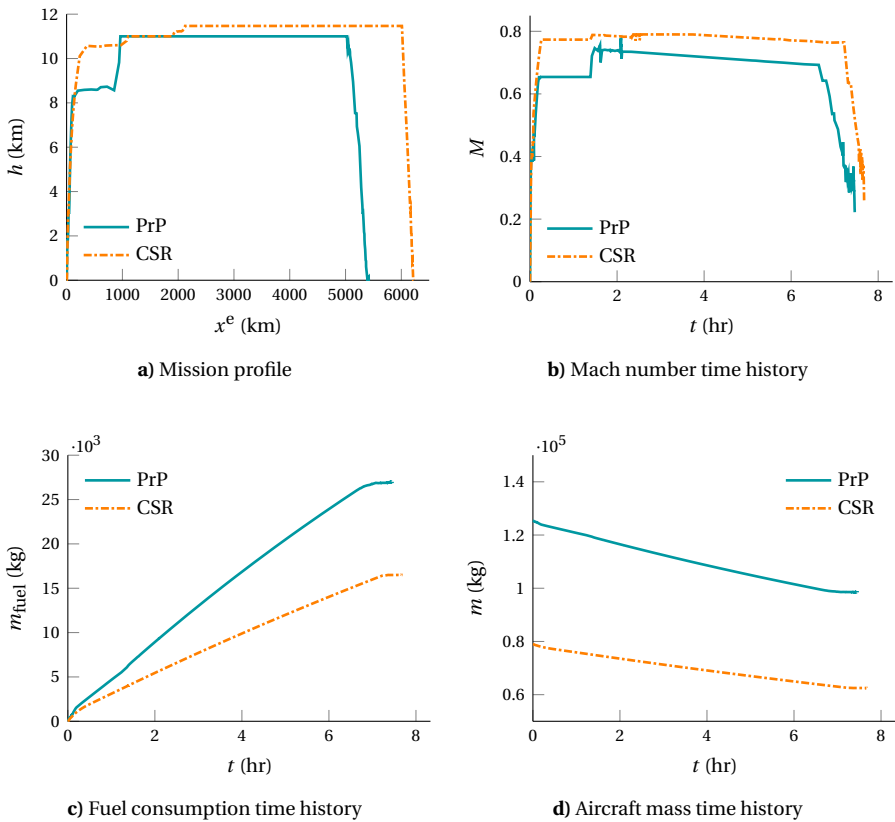 12
10
8
6
4
2
0
h (km)
PrP
CSR
0 1000 2000 3000 4000 5000 6000
xᵉ (km)
a) Mission profile
0.8
0.6
0.4
0.2
0
M
PrP
CSR
0 2 4 6 8
t (hr)
b) Mach number time history
·10³
30
25
20
15
10
5
0
m_fuel (kg)
PrP
CSR
0 2 4 6 8
t (hr)
c) Fuel consumption time history
·10⁵
1.4
1.2
1
0.8
0.6
m (kg)
PrP
CSR
0 2 4 6 8
t (hr)
d) Aircraft mass time history